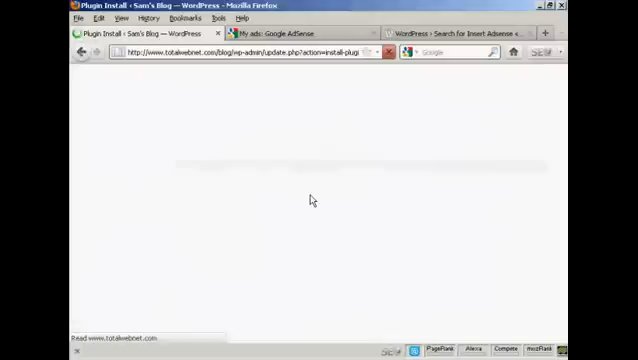 Plugin Install ‹ Sam's Blog — WordPress - Mozilla Firefox
File Edit View History Bookmarks Tools Help
Plugin Install ‹ Sam's Blog — WordPress
My ads: Google AdSense
WordPress › Search for Insert Adsense
http://www.totalwebnet.com/blog/wp-admin/update.php?action=install-plugi
Google
Read www.totalwebnet.com
PageRank Alexa Compete mozRank